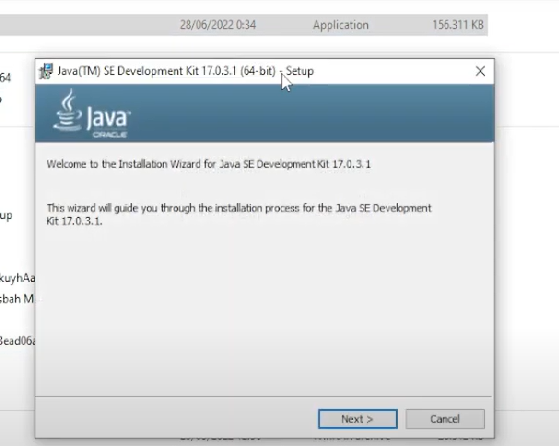 28/06/2022 0:34 Application 156.311 KB
64
Java(TM) SE Development Kit 17.0.3.1 (64-bit) - Setup
Java
ORACLE
Welcome to the Installation Wizard for Java SE Development Kit 17.0.3.1
This wizard will guide you through the installation process for the Java SE Development
Kit 17.0.3.1.
up
kuyhAa
sbah M
8ead06a
Next >
Cancel